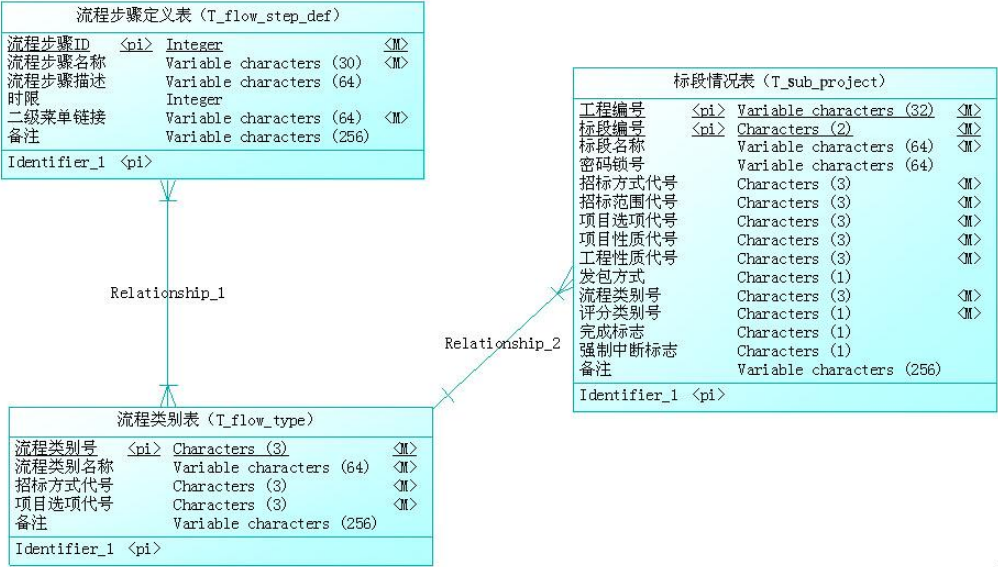 流程步骤定义表（T_flow_step_def）
流程步骤ID <pi> Integer <M>
流程步骤名称 Variable characters (30) <M>
流程步骤描述 Variable characters (64)
时限 Integer
二级菜单链接 Variable characters (64) <M>
备注 Variable characters (256)
Identifier_1 <pi>
标段情况表（T_sub_project）
工程编号 <pi> Variable characters (32) <M>
标段编号 <pi> Characters (2) <M>
标段名称 Variable characters (64) <M>
密码锁号 Variable characters (64)
招标方式代号 Characters (3) <M>
招标范围代号 Characters (3) <M>
项目选项代号 Characters (3) <M>
项目性质代号 Characters (3) <M>
工程性质代号 Characters (3) <M>
发包方式 Characters (1)
流程类别号 Characters (3) <M>
评分类别号 Characters (1) <M>
完成标志 Characters (1)
强制中断标志 Characters (1)
备注 Variable characters (256)
Identifier_1 <pi>
Relationship_1
Relationship_2
流程类别表（T_flow_type）
流程类别号 <pi> Characters (3) <M>
流程类别名称 Variable characters (64) <M>
招标方式代号 Characters (3) <M>
项目选项代号 Characters (3) <M>
备注 Variable characters (256)
Identifier_1 <pi>